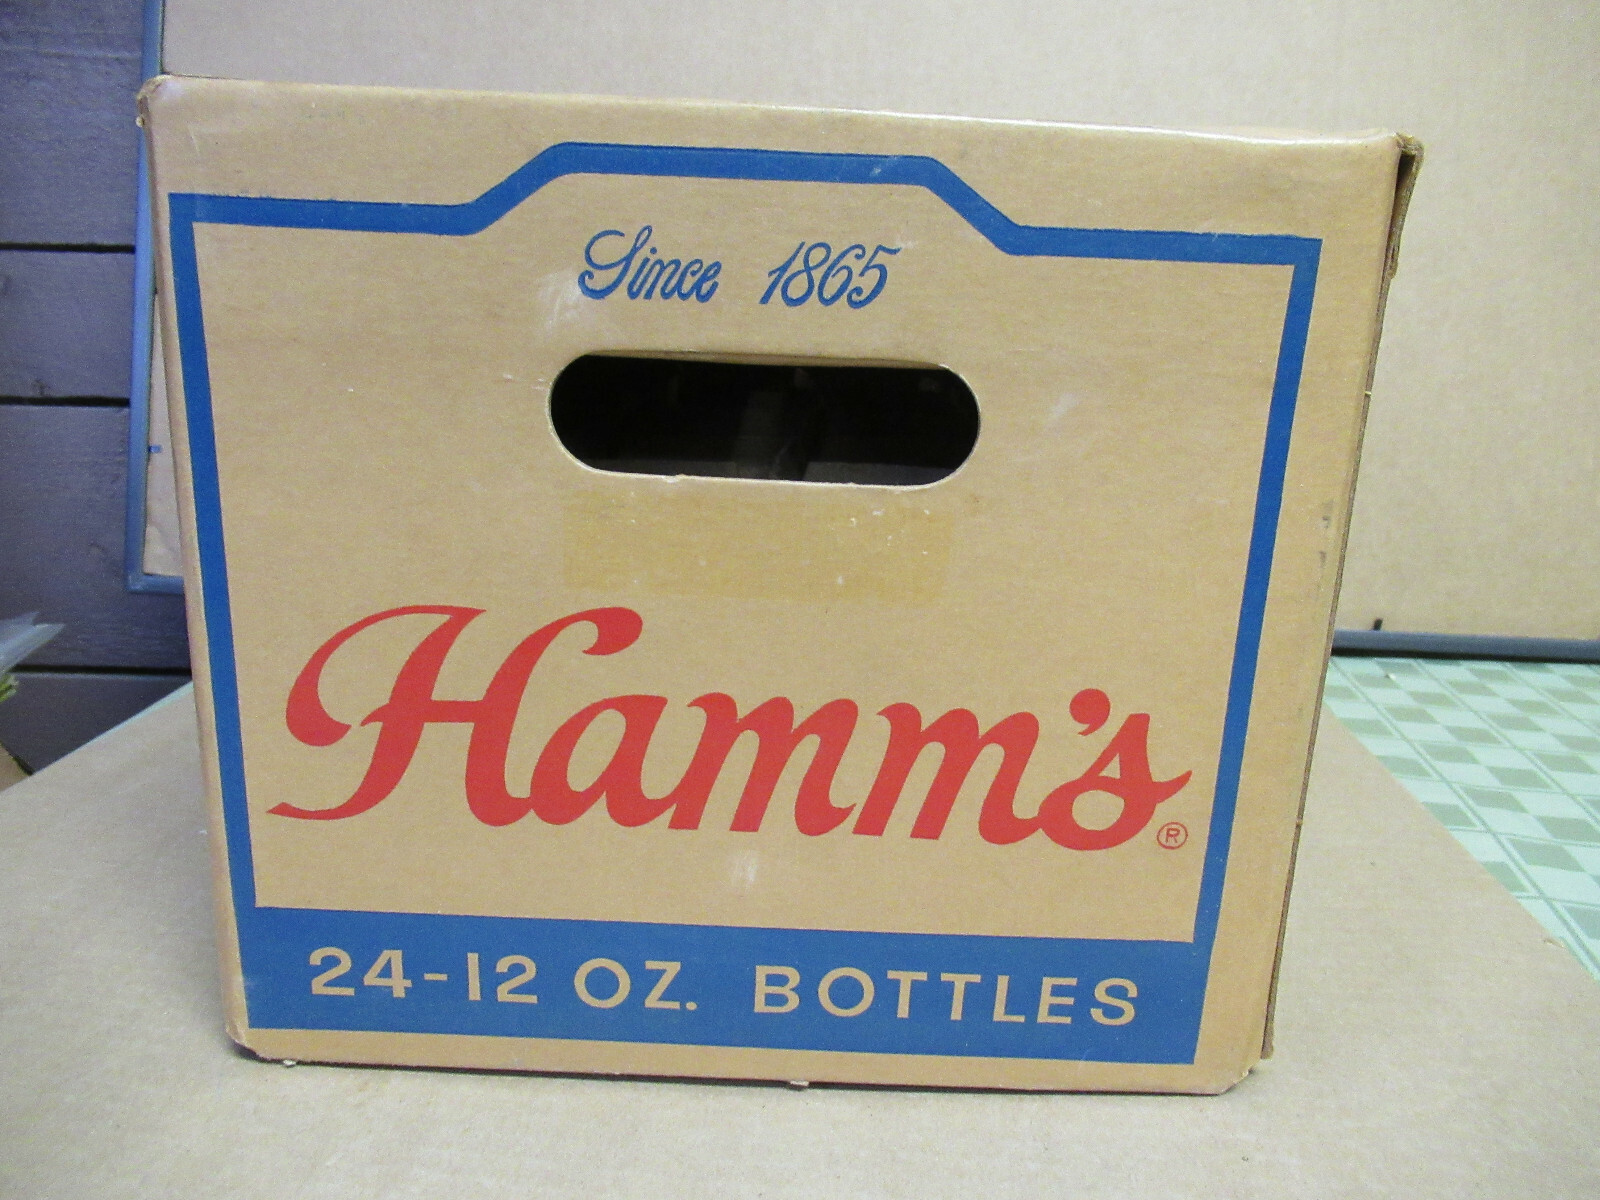 Since 1865
Hamm's®
24-12 OZ. BOTTLES